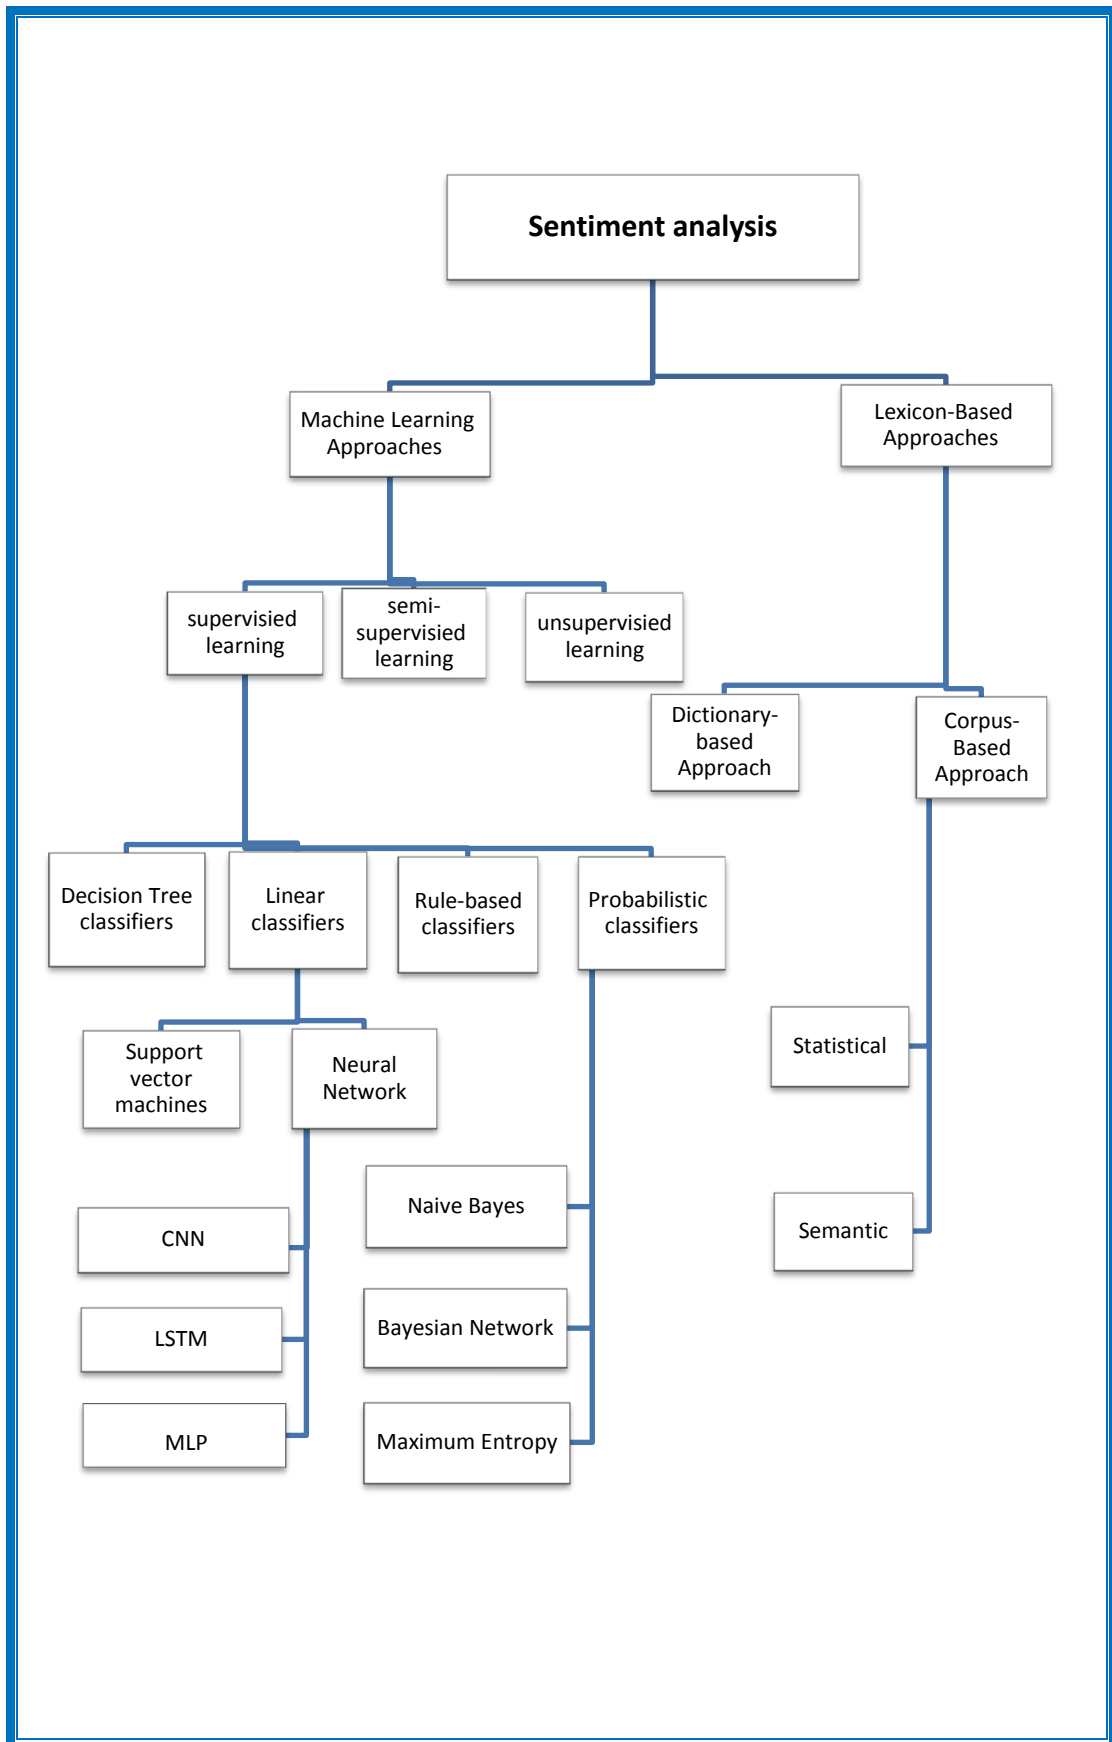 Sentiment analysis
Machine Learning
Approaches
Lexicon-Based
Approaches
supervisied
learning
semi-
supervisied
learning
unsupervisied
learning
Dictionary-
based
Approach
Corpus-
Based
Approach
Decision Tree
classifiers
Linear
classifiers
Rule-based
classifiers
Probabilistic
classifiers
Support
vector
machines
Neural
Network
Statistical
Naive Bayes
CNN
Semantic
Bayesian Network
LSTM
Maximum Entropy
MLP